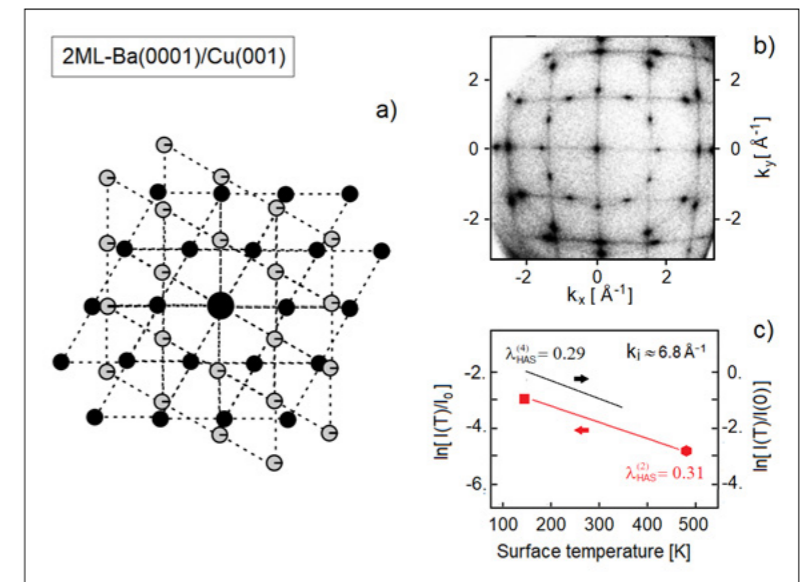 2ML-Ba(0001)/Cu(001)
a)
b)
2
0
-2
-2
0
2
k_x [ Å⁻¹]
2
0
-2
k_y[ Å⁻¹]
c)
λ_HAS^(4) = 0.29
k_i ≈ 6.8 Å⁻¹
-2.
-4.
-6.
ln[ I(T)/I_0 ]
0.
-2.
-4.
ln[ I(T)/I(0)]
λ_HAS^(2) = 0.31
100 200 300 400 500
Surface temperature [K]